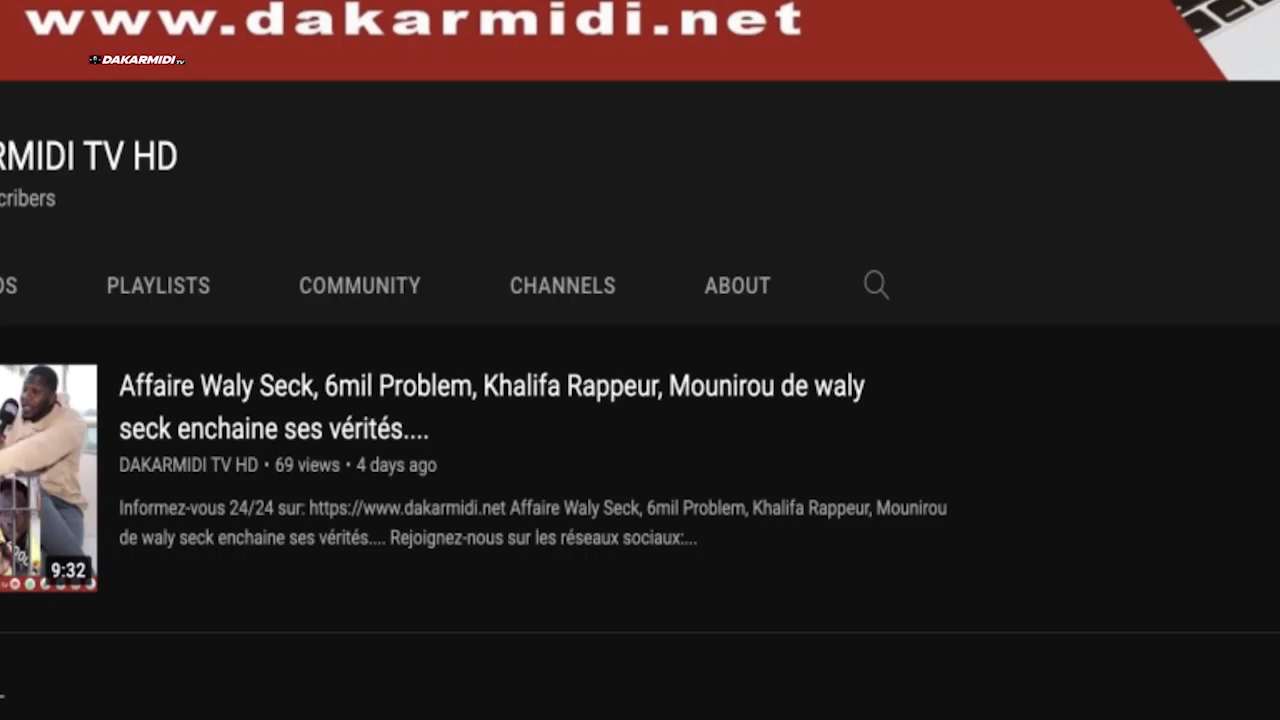 www.dakarmidi.net
DAKARMIDI TV
RMIDI TV HD
cribers
OS PLAYLISTS COMMUNITY CHANNELS ABOUT
Affaire Waly Seck, 6mil Problem, Khalifa Rappeur, Mounirou de waly
seck enchaine ses vérités....
DAKARMIDI TV HD • 69 views • 4 days ago
Informez-vous 24/24 sur: https://www.dakarmidi.net Affaire Waly Seck, 6mil Problem, Khalifa Rappeur, Mounirou
de waly seck enchaine ses vérités.... Rejoignez-nous sur les réseaux sociaux:...
9:32